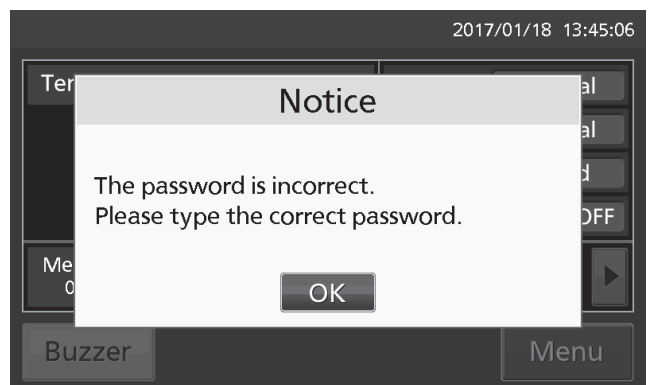 2017/01/18 13:45:06
Notice
The password is incorrect.
Please type the correct password.
OK
Buzzer
Menu